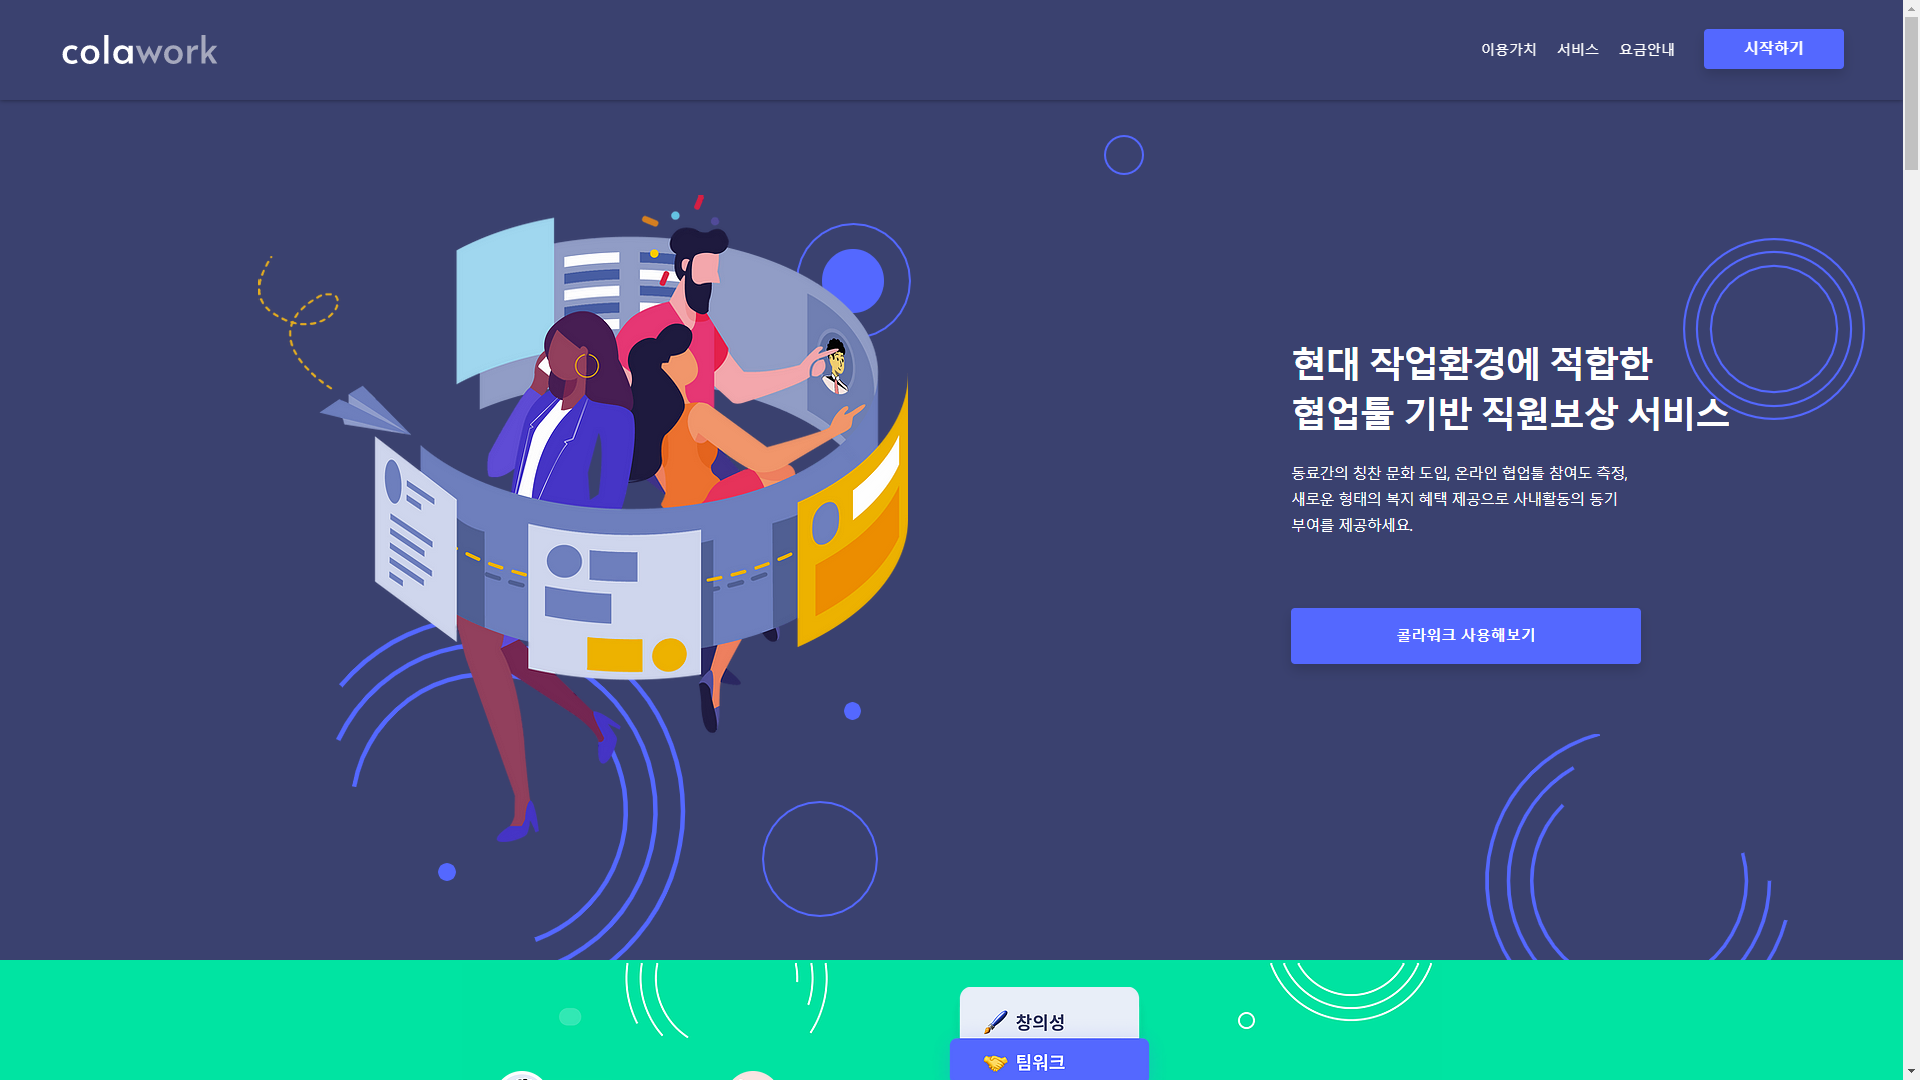 colawork
이용가치 서비스 요금안내 시작하기
현대 작업환경에 적합한
협업툴 기반 직원보상 서비스
동료간의 칭찬 문화 도입, 온라인 협업툴 참여도 측정,
새로운 형태의 복지 혜택 제공으로 사내활동의 동기
부여를 제공하세요.
콜라워크 사용해보기
창의성
팀워크